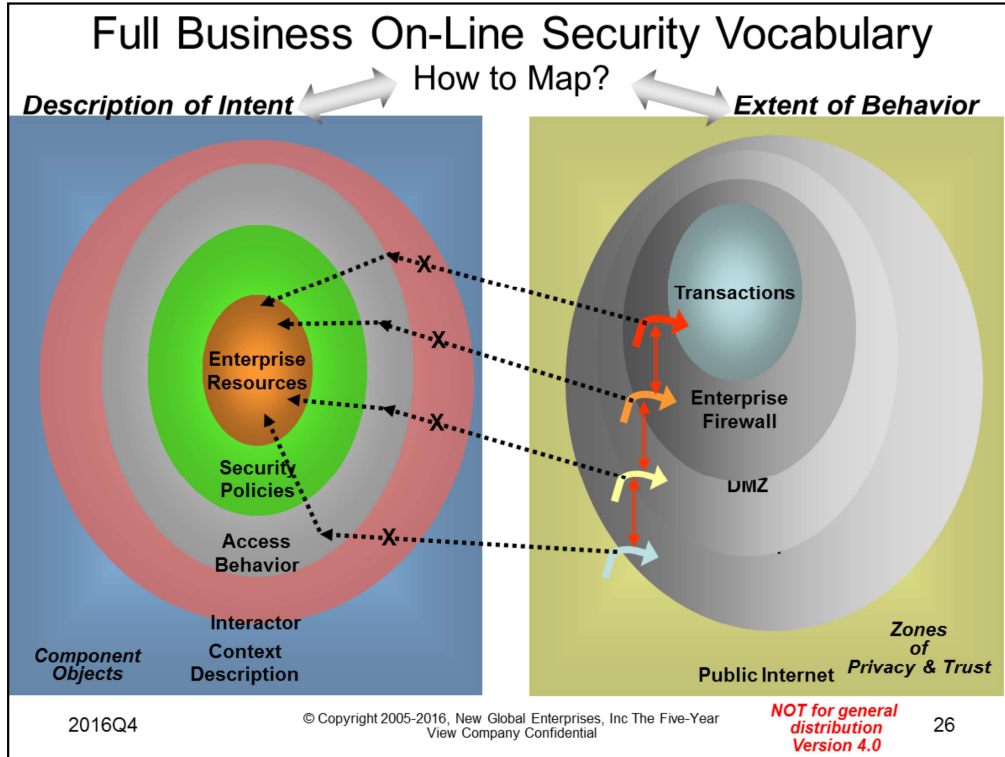 Full Business On-Line Security Vocabulary
How to Map?
Description of Intent
Extent of Behavior
Enterprise
Resources
Security
Policies
Access
Behavior
Interactor
Context
Description
Component
Objects
X
X
X
X
Transactions
Enterprise
Firewall
DMZ
Public Internet
Zones
of
Privacy & Trust
2016Q4
© Copyright 2005-2016, New Global Enterprises, Inc The Five-Year
View Company Confidential
NOT for general
distribution
Version 4.0
26